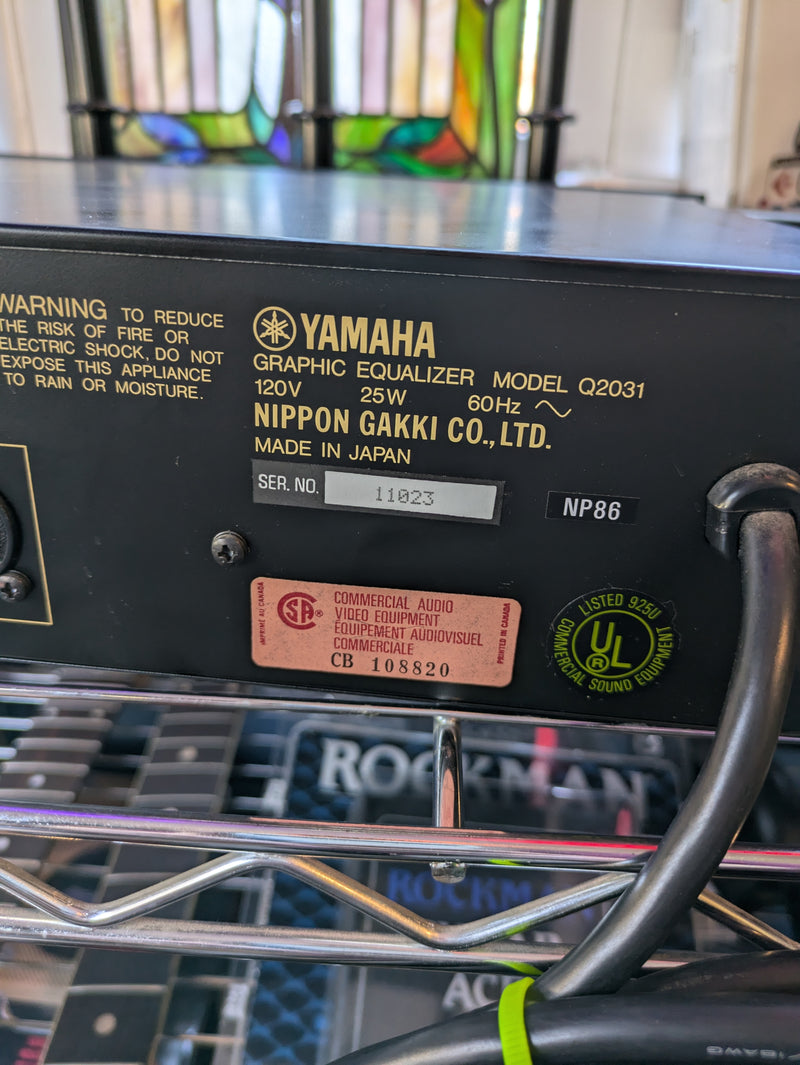 WARNING TO REDUCE
THE RISK OF FIRE OR
ELECTRIC SHOCK, DO NOT
EXPOSE THIS APPLIANCE
TO RAIN OR MOISTURE.
YAMAHA
GRAPHIC EQUALIZER MODEL Q2031
120V 25W 60Hz
NIPPON GAKKI CO., LTD.
MADE IN JAPAN
SER. NO. 11023
NP86
IMPRIMÉ AU CANADA
CSA ®
COMMERCIAL AUDIO
VIDEO EQUIPMENT
ÉQUIPEMENT AUDIOVISUEL
COMMERCIALE
CB 108820
PRINTED IN CANADA
LISTED 925U
UL ®
COMMERCIAL SOUND EQUIPMENT
ROCKMAN
ROCKMAN